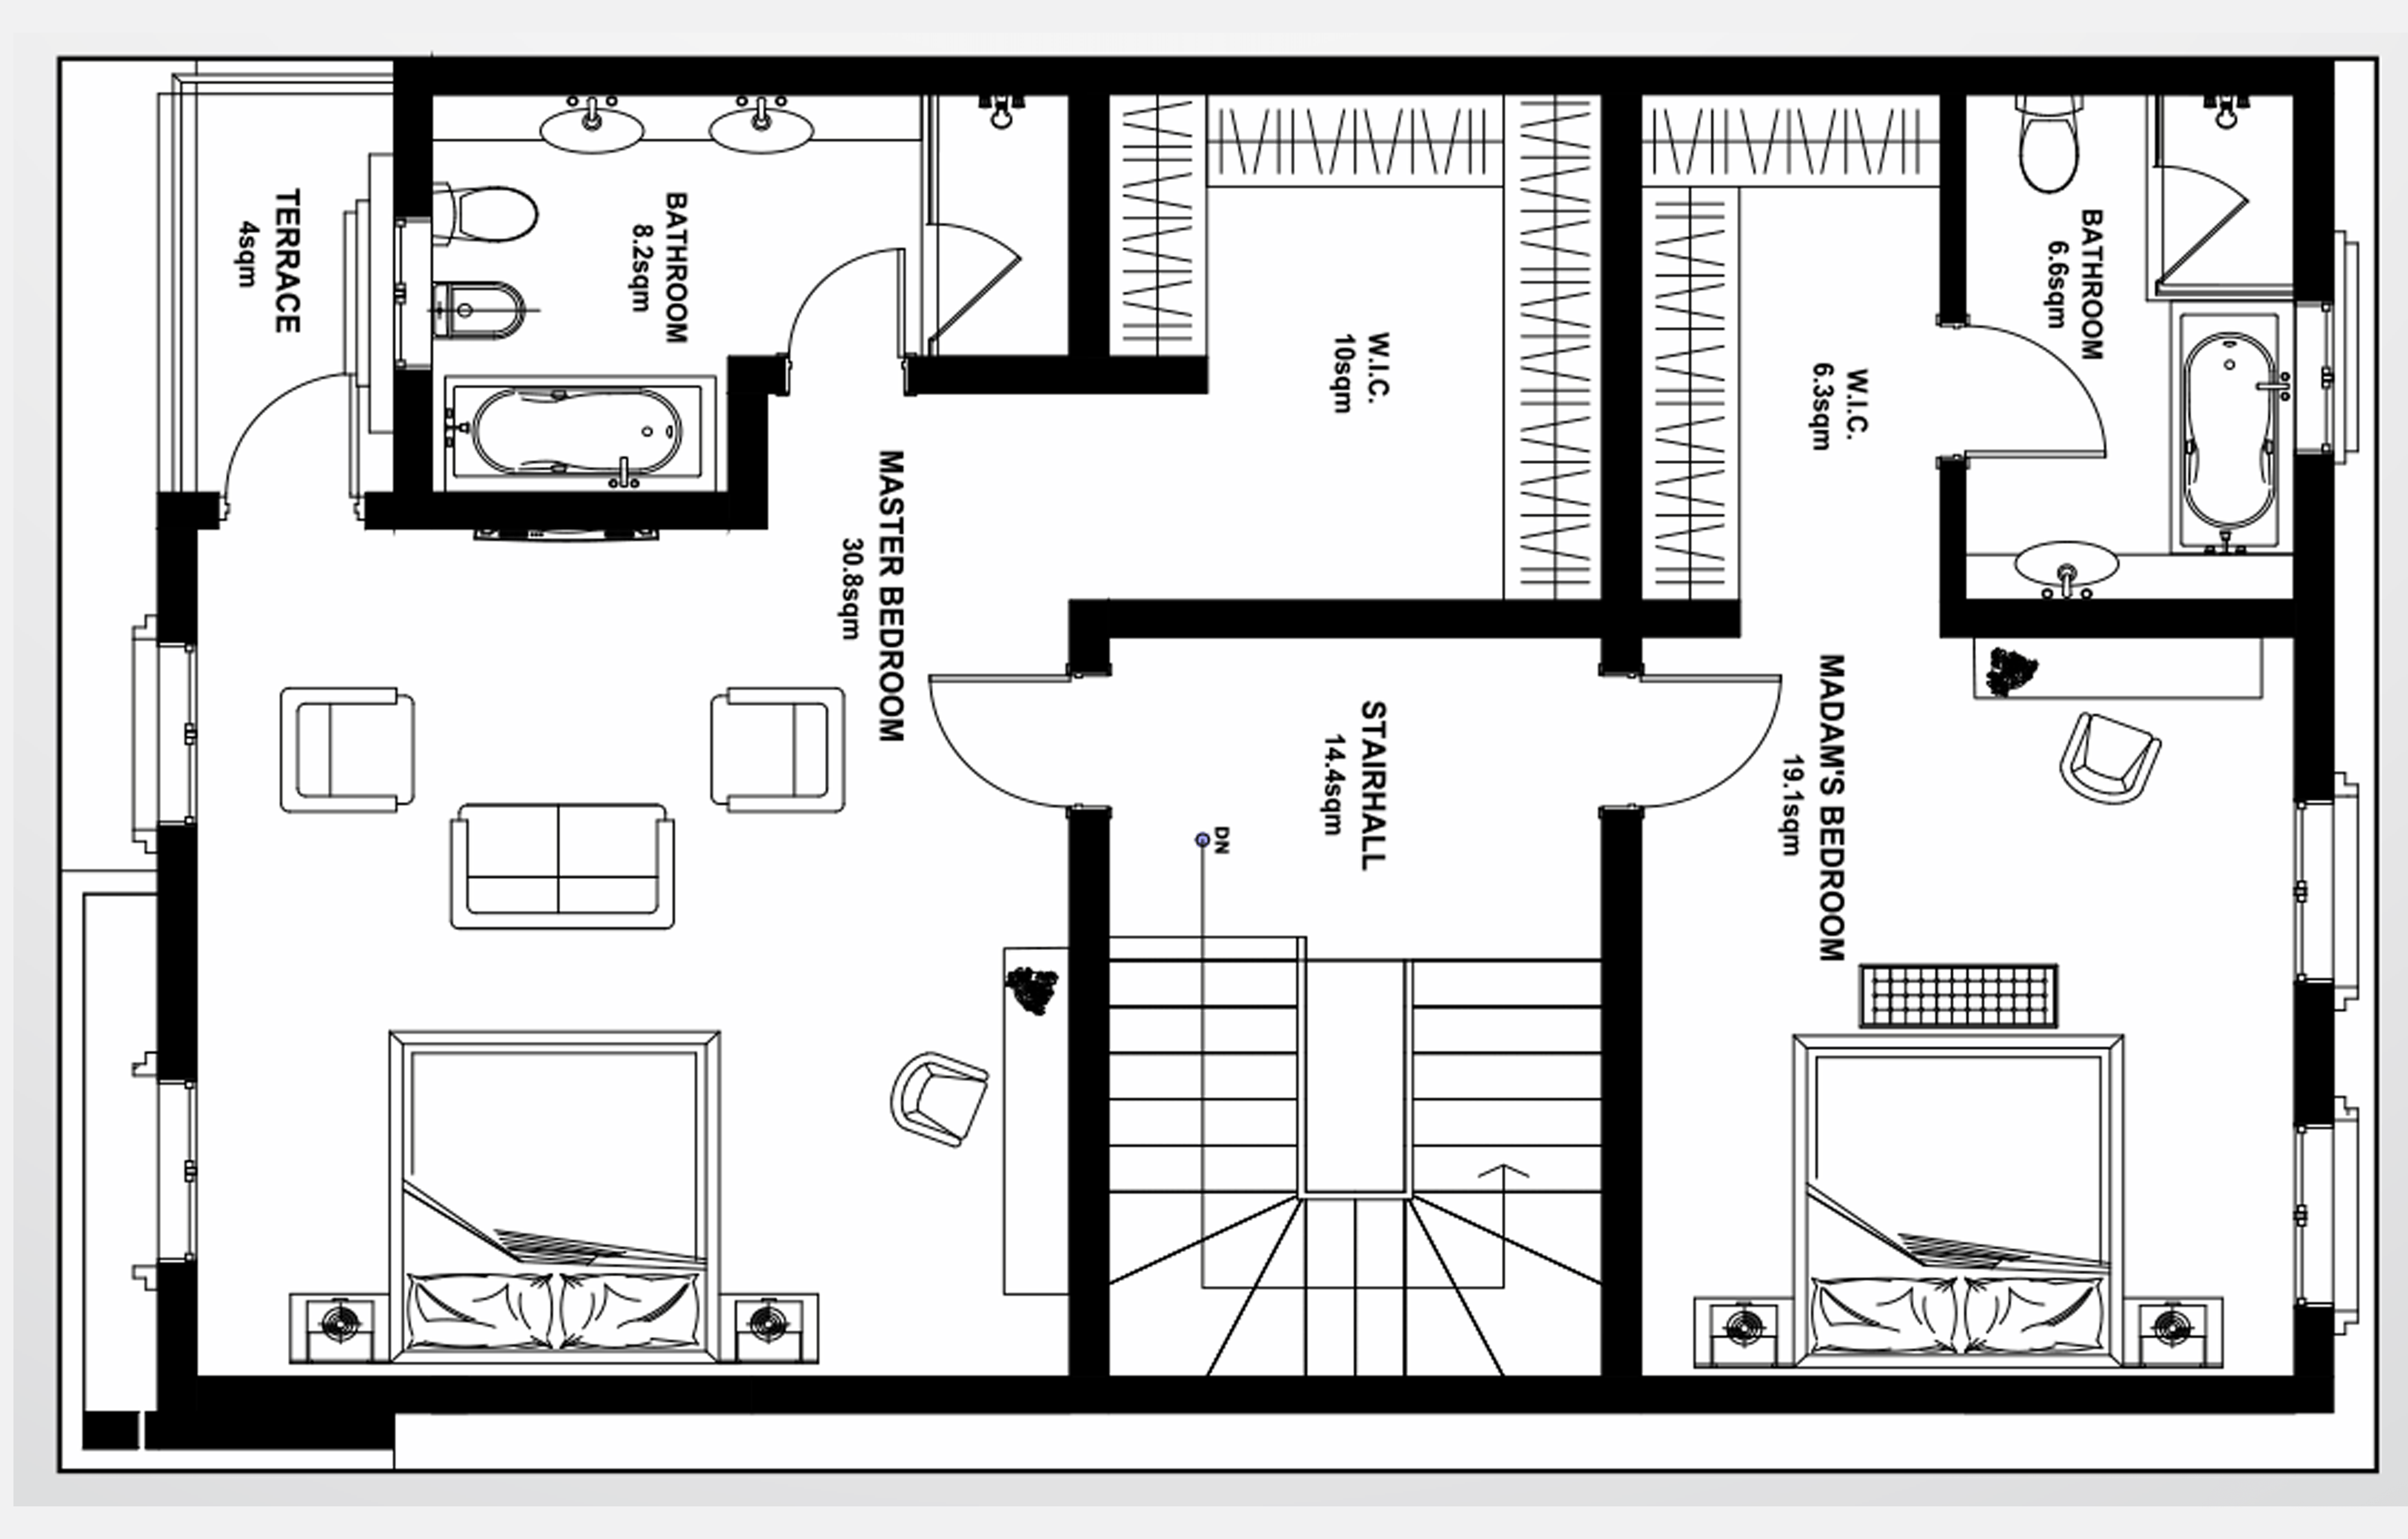 TERRACE
4sqm
BATHROOM
8.2sqm
MASTER BEDROOM
30.8sqm
W.I.C.
10sqm
STAIRHALL
14.4sqm
DN
W.I.C.
6.3sqm
BATHROOM
6.6sqm
MADAM'S BEDROOM
19.1sqm